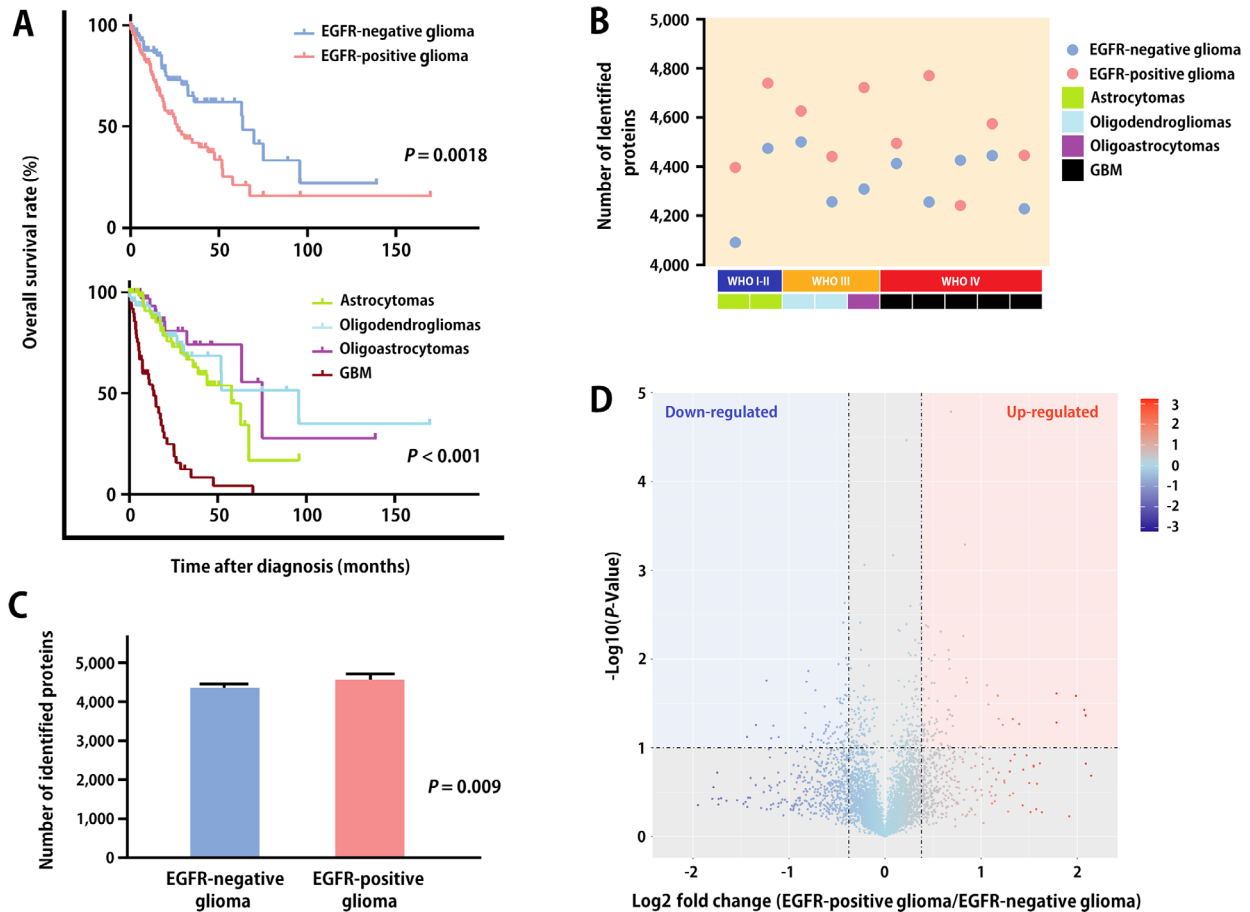 A
Overall survival rate (%)
100
50
0
0
50
100
150
EGFR-negative glioma
EGFR-positive glioma
P = 0.0018
100
50
0
0
50
100
150
Astrocytomas
Oligodendrogliomas
Oligoastrocytomas
GBM
P < 0.001
Time after diagnosis (months)
B
Number of Identified
proteins
5,000
4,800
4,600
4,400
4,200
4,000
WHO I-II
WHO III
WHO IV
EGFR-negative glioma
EGFR-positive glioma
Astrocytomas
Oligodendrogliomas
Oligoastrocytomas
GBM
C
Number of identified proteins
5,000
4,000
3,000
2,000
1,000
0
P = 0.009
EGFR-negative
glioma
EGFR-positive
glioma
D
-Log10(P-Value)
5
4
3
2
1
0
Down-regulated
Up-regulated
-2
-1
0
1
2
Log2 fold change (EGFR-positive glioma/EGFR-negative glioma)
3
2
1
0
-1
-2
-3